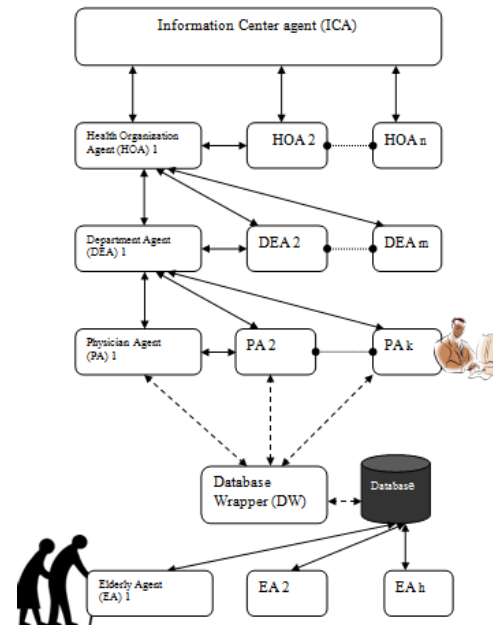 Information Center agent (ICA)
Health Organization
Agent (HOA) 1
HOA 2
HOA n
Department Agent
(DEA) 1
DEA 2
DEA m
Physician Agent
(PA) 1
PA 2
PA k
Database
Wrapper (DW)
Database
Elderly Agent
(EA) 1
EA 2
EA h